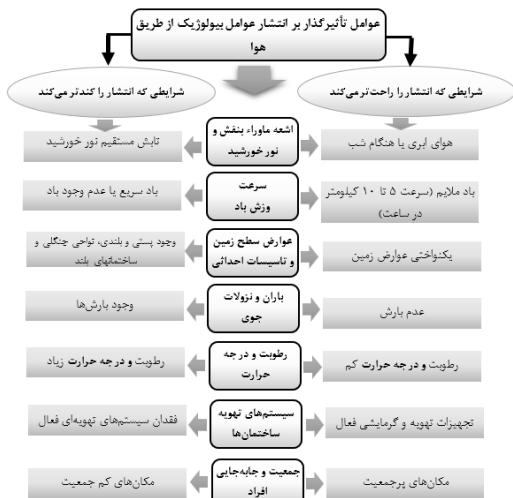 عوامل تأثیرگذار بر انتشار عوامل بیولوژیک از طریق
هوا
شرایطی که انتشار را راحت‌تر می‌کند
شرایطی که انتشار را کندتر می‌کند
هوای ابری یا هنگام شب
اشعه ماوراء بنفش و
نور خورشید
تابش مستقیم نور خورشید
باد ملایم (سرعت ۵ تا ۱۰ کیلومتر
در ساعت)
سرعت
وزش باد
باد سریع یا عدم وجود باد
یکنواختی عوارض زمین
عوارض سطح زمین
و تاسیسات احداثی
وجود پستی و بلندی، نواحی جنگلی و
ساختمانهای بلند
عدم بارش
باران و نزولات
جوی
وجود بارش‌ها
رطوبت و درجه حرارت کم
رطوبت و درجه
حرارت
رطوبت و درجه حرارت زیاد
تجهیزات تهویه و گرمایشی فعال
سیستم‌های تهویه
ساختمان‌ها
فقدان سیستم‌های تهویه‌ای فعال
مکان‌های پرجمعیت
جمعیت و جابه‌جایی
افراد
مکان‌های کم جمعیت